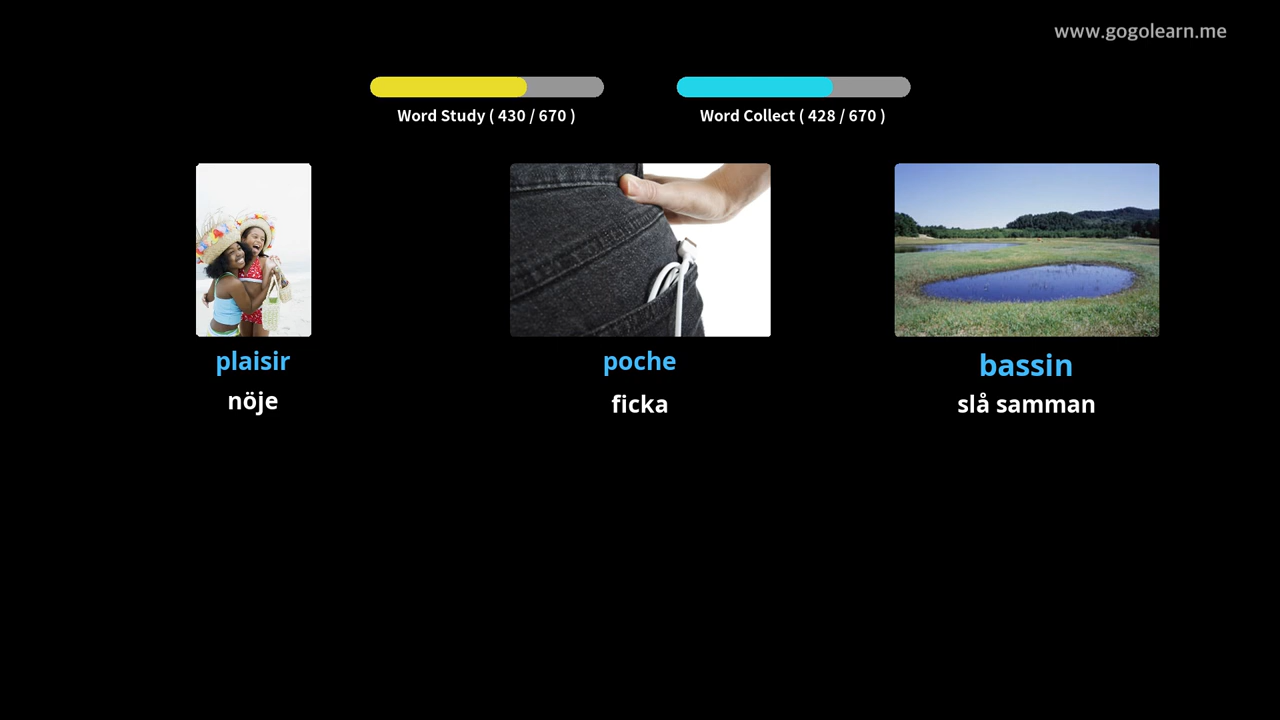 www.gogolearn.me
Word Study ( 430 / 670 )
Word Collect ( 428 / 670 )
plaisir
poche
bassin
nöje
ficka
slå samman